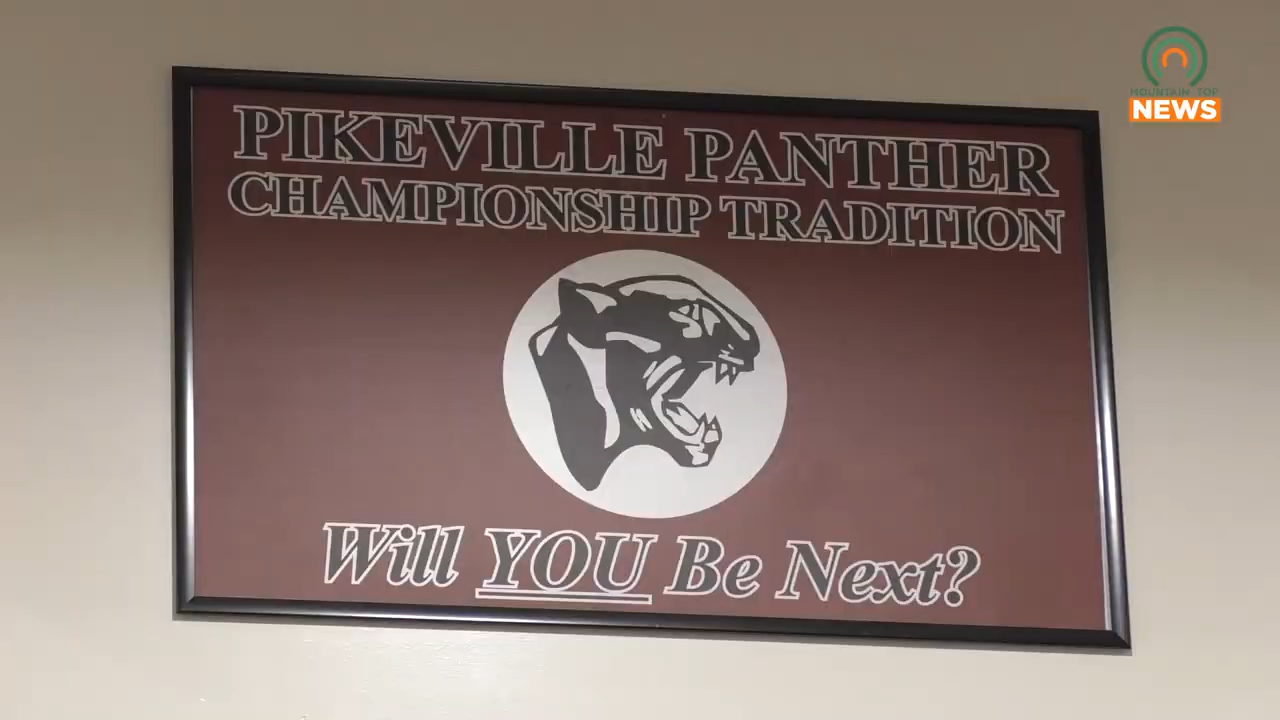 MOUNTAIN TOP
NEWS
PIKEVILLE PANTHER
CHAMPIONSHIP TRADITION
Will YOU Be Next?